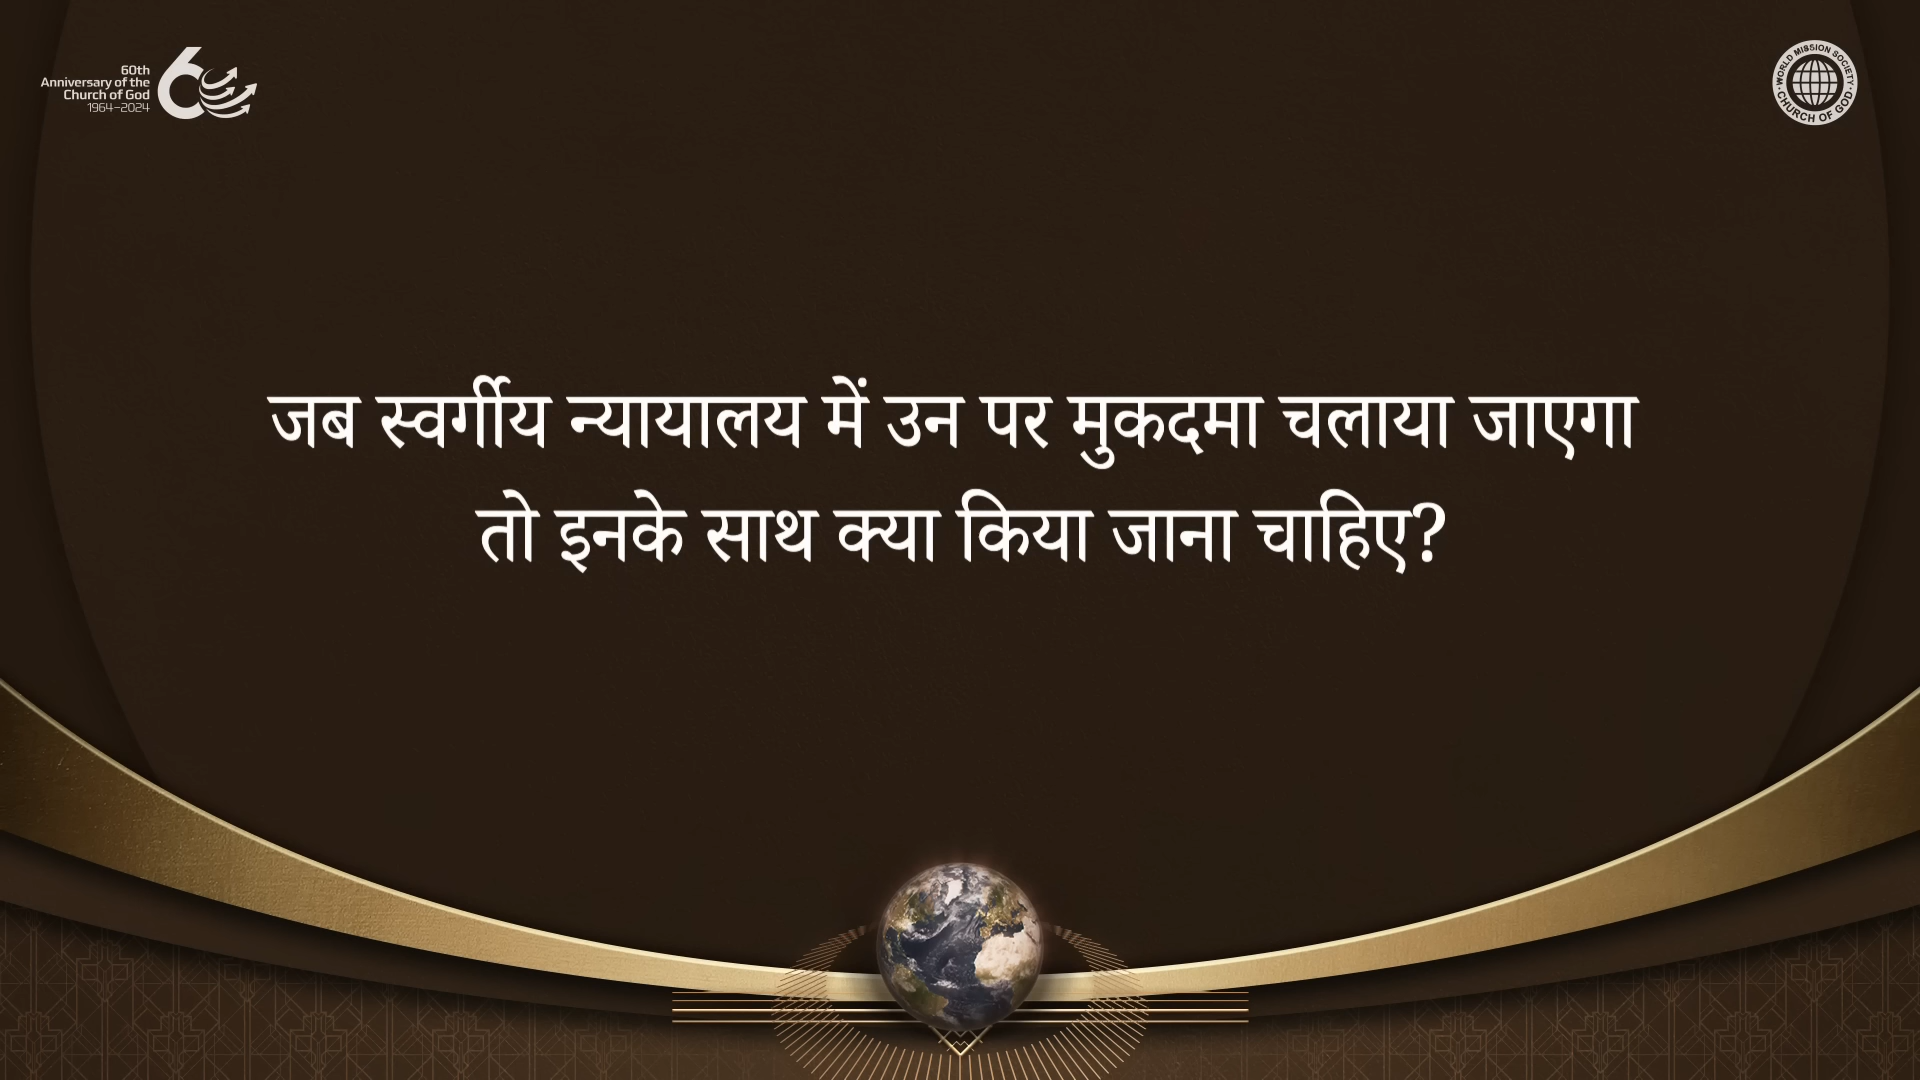 60th
Anniversary of the
Church of God
1964–2024
WORLD MISSION SOCIETY
CHURCH OF GOD
जब स्वर्गीय न्यायालय में उन पर मुकदमा चलाया जाएगा
तो इनके साथ क्या किया जाना चाहिए?